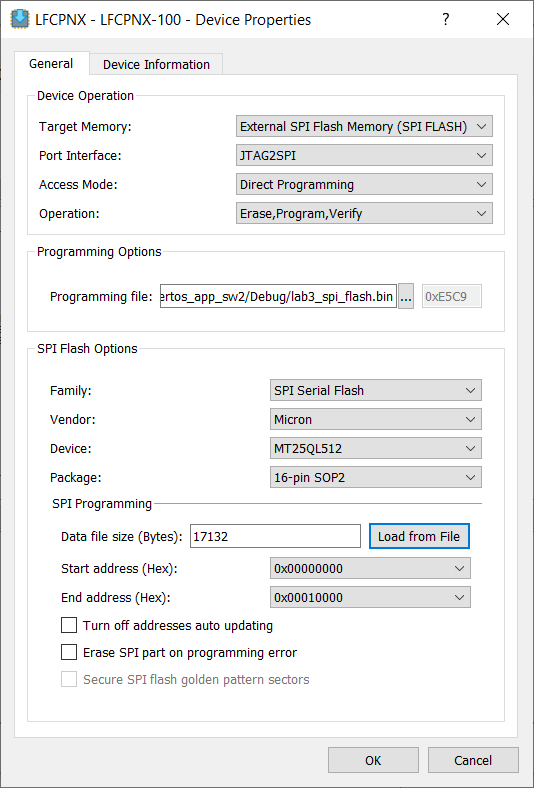 LFCPNX - LFCPNX-100 - Device Properties
General Device Information
Device Operation
Target Memory: External SPI Flash Memory (SPI FLASH)
Port Interface: JTAG2SPI
Access Mode: Direct Programming
Operation: Erase,Program,Verify
Programming Options
Programming file: ertos_app_sw2/Debug/lab3_spi_flash.bin ... 0xE5C9
SPI Flash Options
Family: SPI Serial Flash
Vendor: Micron
Device: MT25QL512
Package: 16-pin SOP2
SPI Programming
Data file size (Bytes): 17132 Load from File
Start address (Hex): 0x00000000
End address (Hex): 0x00010000
Turn off addresses auto updating
Erase SPI part on programming error
Secure SPI flash golden pattern sectors
OK Cancel